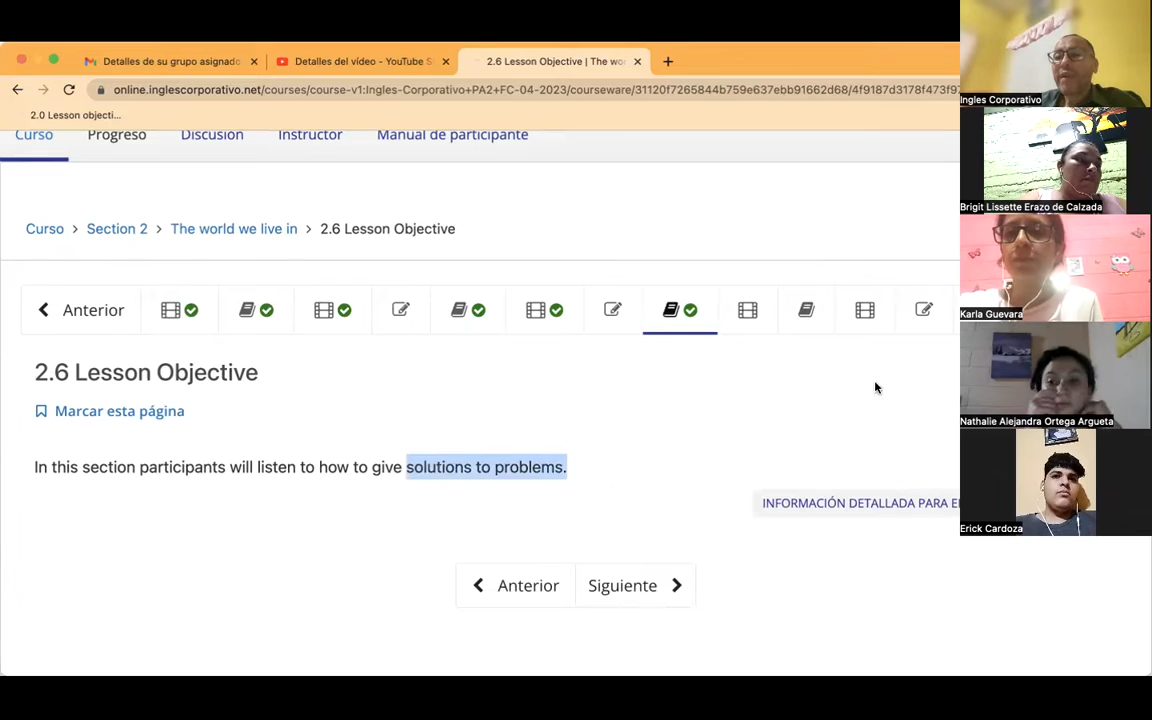 Detalles de su grupo asignado
Detalles del vídeo - YouTube S
2.6 Lesson Objective | The wor
online.inglescorporativo.net/courses/course-v1:Ingles-Corporativo+PA2+FC-04-2023/courseware/31120f7265844b759e637ebb91662d68/4f9187d3178f473f97
2.0 Lesson objecti...
Curso Progreso Discusión Instructor Manual de participante
Curso > Section 2 > The world we live in > 2.6 Lesson Objective
Anterior
2.6 Lesson Objective
Marcar esta página
In this section participants will listen to how to give solutions to problems.
INFORMACIÓN DETALLADA PARA EL
Anterior Siguiente
Ingles Corporativo
Brigit Lissette Erazo de Calzada
Karla Guevara
Nathalie Alejandra Ortega Argueta
Erick Cardoza